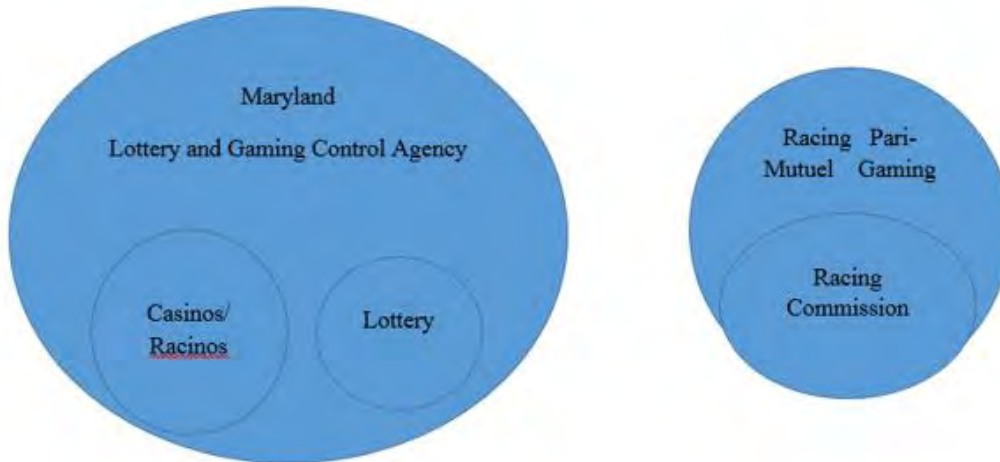 Maryland
Lottery and Gaming Control Agency
Casinos/
Racinos
Lottery
Racing Pari-
Mutuel Gaming
Racing
Commission